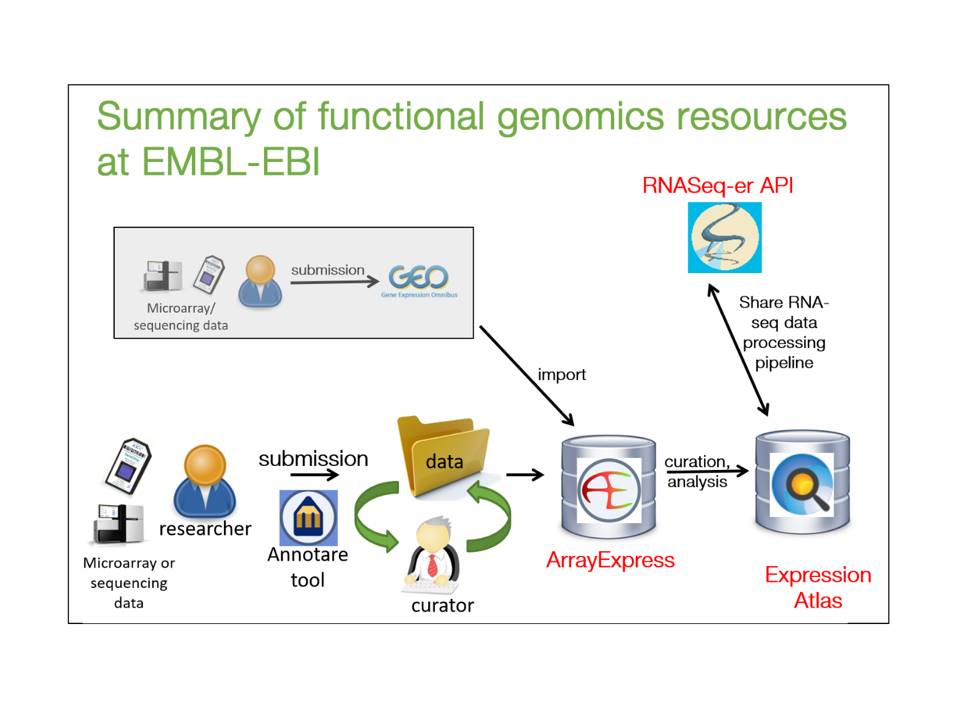 Summary of functional genomics resources
at EMBL-EBI
RNASeq-er API
submission
GEO
Gene Expression Omnibus
Microarray/
sequencing data
Share RNA-
seq data
processing
pipeline
import
submission
data
curation,
analysis
researcher
Annotare
tool
Microarray or
sequencing
data
curator
AE
ArrayExpress
Expression
Atlas